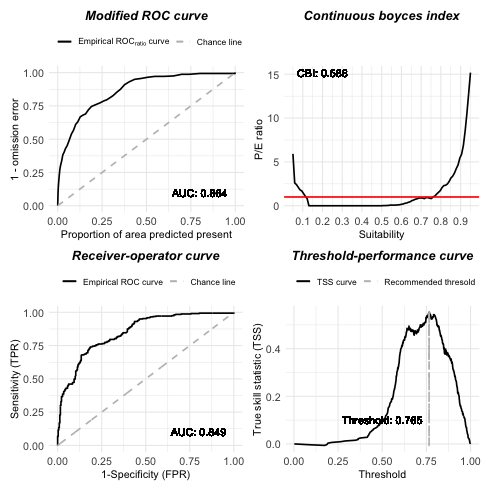 Modified ROC curve
Empirical ROCratio curve
Chance line
1 - omission error
1.00
0.75
0.50
0.25
0.00
AUC: 0.864
0.00 0.25 0.50 0.75 1.00
Proportion of area predicted present
Continuous boyces index
P/E ratio
15
10
5
0
CBI:
0.1 0.2 0.3 0.4 0.5 0.6 0.7 0.8 0.9
Suitability
Receiver-operator curve
Empirical ROC curve
Chance line
Sensitivity (TPR)
1.00
0.75
0.50
0.25
0.00
AUC: 0.849
0.00 0.25 0.50 0.75 1.00
1-Specificity (FPR)
Threshold-performance curve
TSS curve
Recommended thresold
True skill statistic (TSS)
0.4
0.2
0.0
Threshold: 0.765
0.00 0.25 0.50 0.75 1.00
Threshold